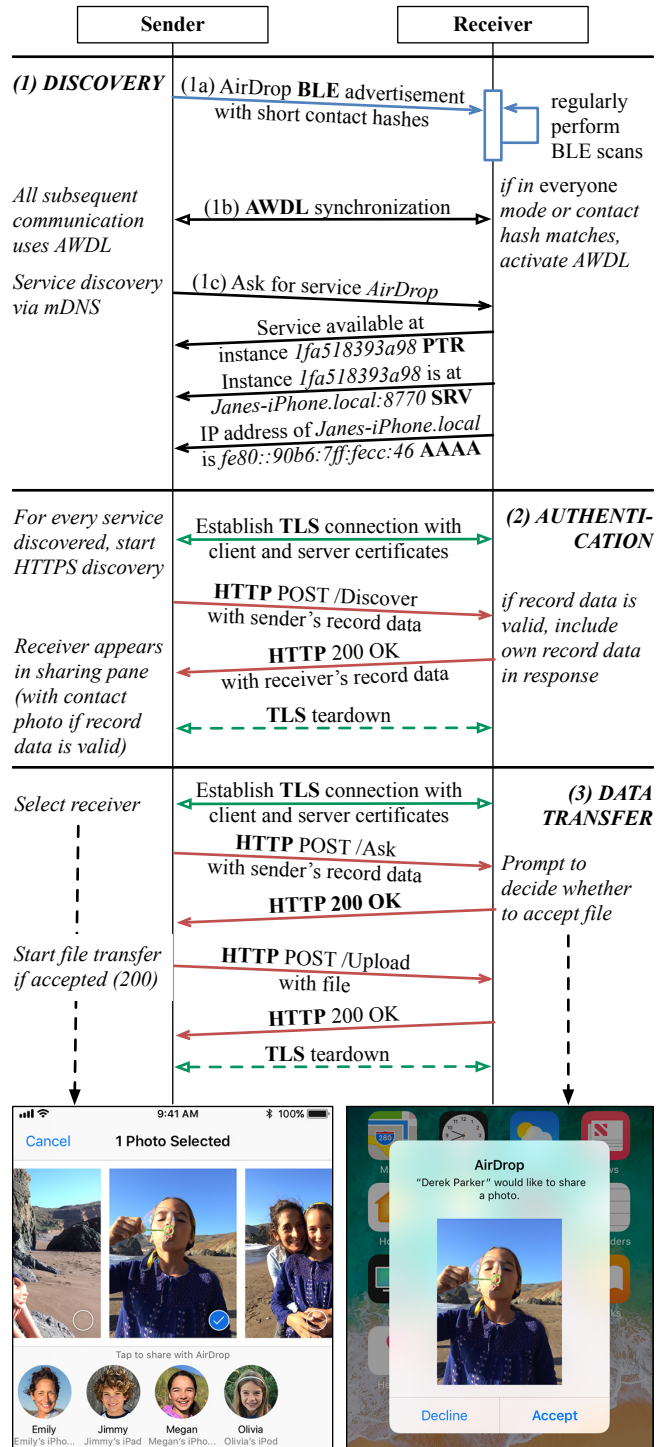 Sender
Receiver
(1) DISCOVERY
(1a) AirDrop BLE advertisement
with short contact hashes
regularly
perform
BLE scans
All subsequent
communication
uses AWDL
(1b) AWDL synchronization
if in everyone
mode or contact
hash matches,
activate AWDL
Service discovery
via mDNS
(1c) Ask for service AirDrop
Service available at
instance 1fa518393a98 PTR
Instance 1fa518393a98 is at
Janes-iPhone.local:8770 SRV
IP address of Janes-iPhone.local
is fe80::90b6:7ff:fecc:46 AAAA
For every service
discovered, start
HTTPS discovery
Establish TLS connection with
client and server certificates
(2) AUTHENTI-
CATION
HTTP POST /Discover
with sender's record data
if record data is
valid, include
own record data
in response
Receiver appears
in sharing pane
(with contact
photo if record
data is valid)
HTTP 200 OK
with receiver's record data
TLS teardown
Select receiver
Establish TLS connection with
client and server certificates
(3) DATA
TRANSFER
HTTP POST /Ask
with sender's record data
Prompt to
decide whether
to accept file
HTTP 200 OK
Start file transfer
if accepted (200)
HTTP POST /Upload
with file
HTTP 200 OK
TLS teardown
9:41 AM
100%
Cancel
1 Photo Selected
Tap to share with AirDrop
Emily
Emily's iPho...
Jimmy
Jimmy's iPad
Megan
Megan's iPho...
Olivia
Olivia's iPod
280
AirDrop
"Derek Parker" would like to share
a photo.
Decline
Accept